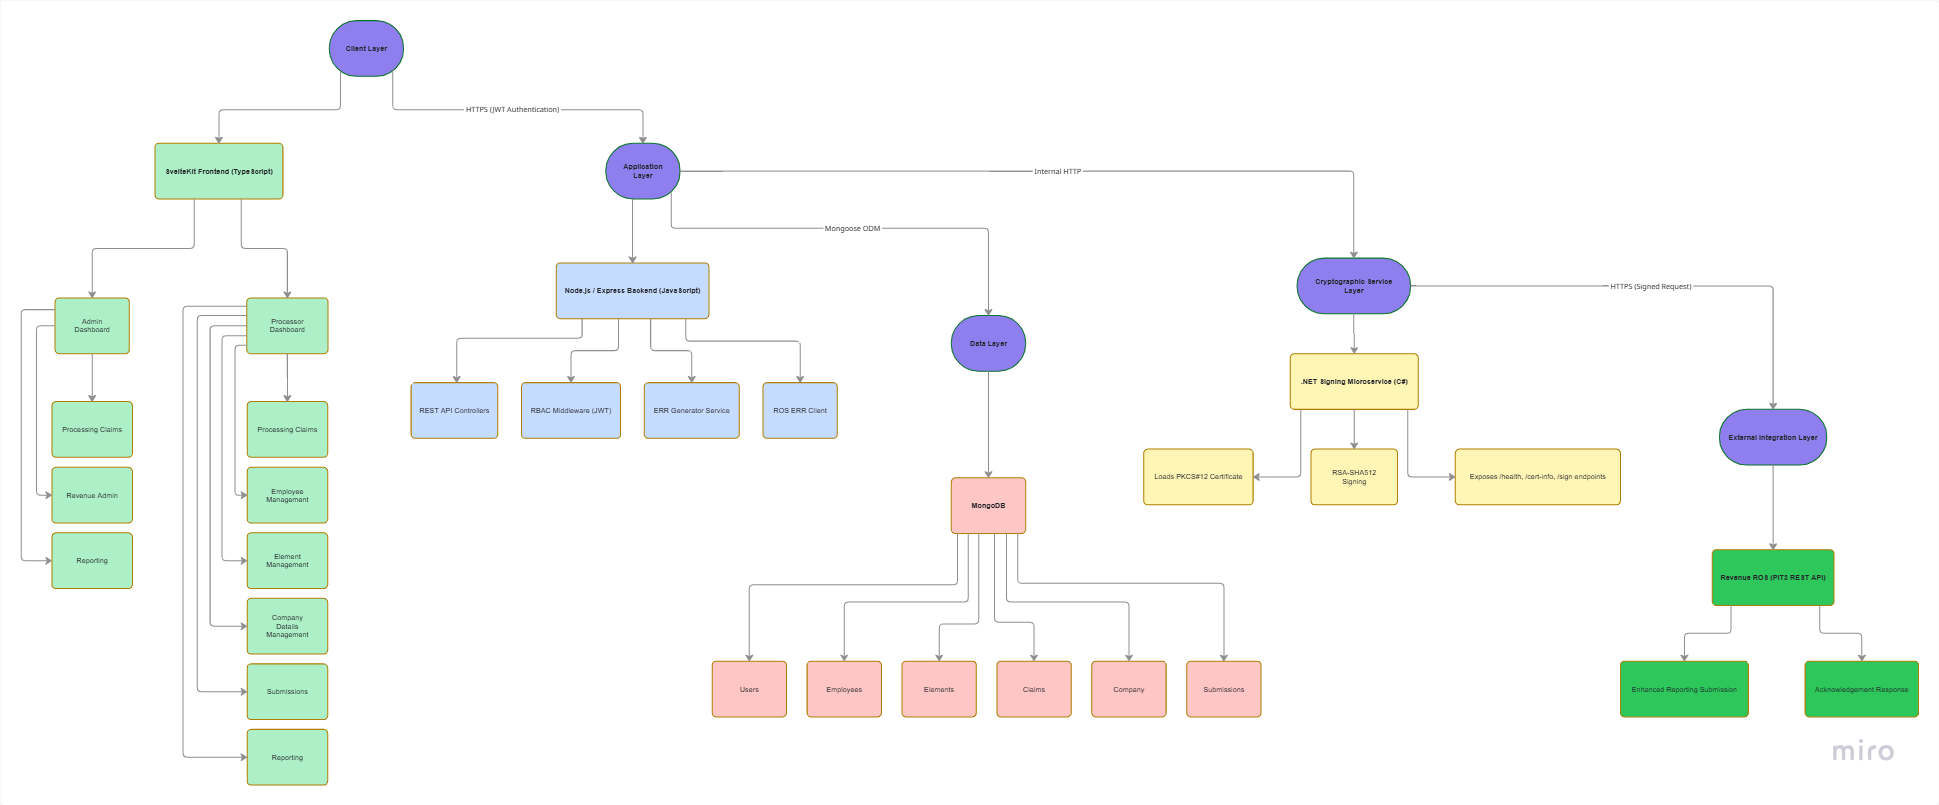 Client Layer
HTTPS (JWT Authentication)
SvelteKit Frontend (TypeScript)
Application
Layer
Internal HTTP
Mongoose ODM
Node.js / Express Backend (JavaScript)
Cryptographic Service
Layer
HTTPS (Signed Request)
Admin
Dashboard
Processor
Dashboard
Data Layer
.NET Signing Microservice (C#)
REST API Controllers
RBAC Middleware (JWT)
ERR Generator Service
ROS ERR Client
Processing Claims
Processing Claims
External Integration Layer
Loads PKCS#12 Certificate
RSA-SHA512
Signing
Exposes /health, /cert-info, /sign endpoints
Revenue Admin
Employee
Management
MongoDB
Reporting
Element
Management
Revenue ROS (PIT3 REST API)
Company
Details
Management
Submissions
Users
Employees
Elements
Claims
Company
Submissions
Enhanced Reporting Submission
Acknowledgement Response
Reporting
miro